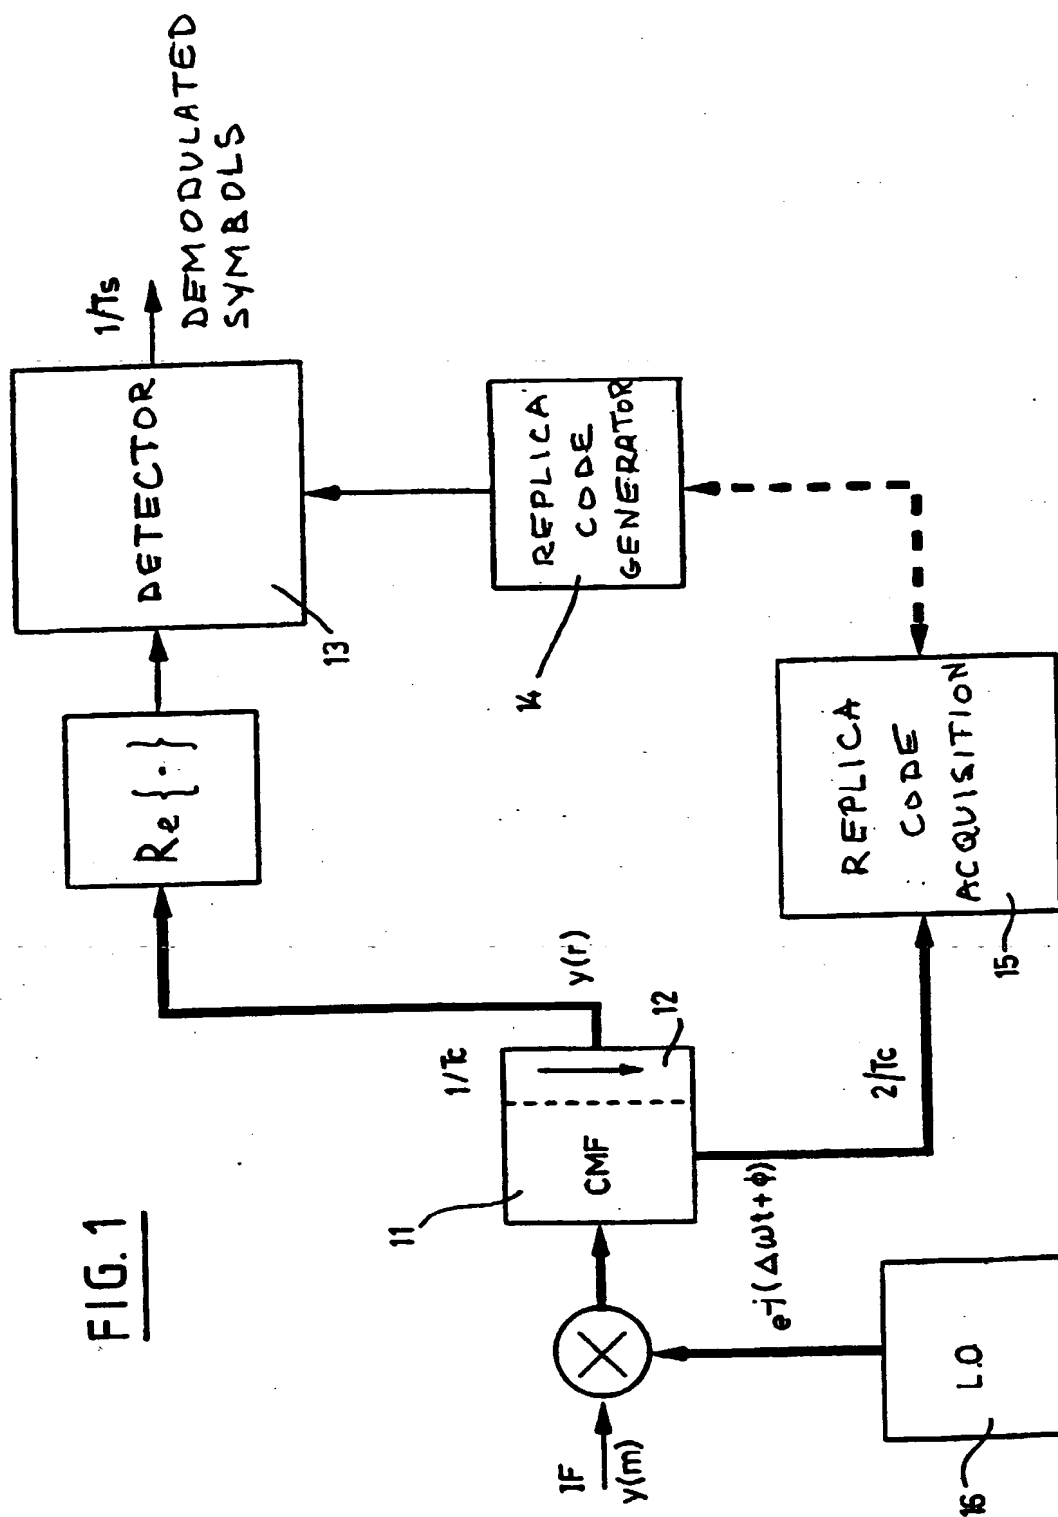 FIG. 1
IF
y(m)
L.O
16
e-j(Δωt+φ)
11
CMF
12
1/Tc
y(r)
2/Tc
Re{.}
DETECTOR
13
1/Ts
DEMODULATED
SYMBOLS
REPLICA
CODE
GENERATOR
14
REPLICA
CODE
ACQUISITION
15